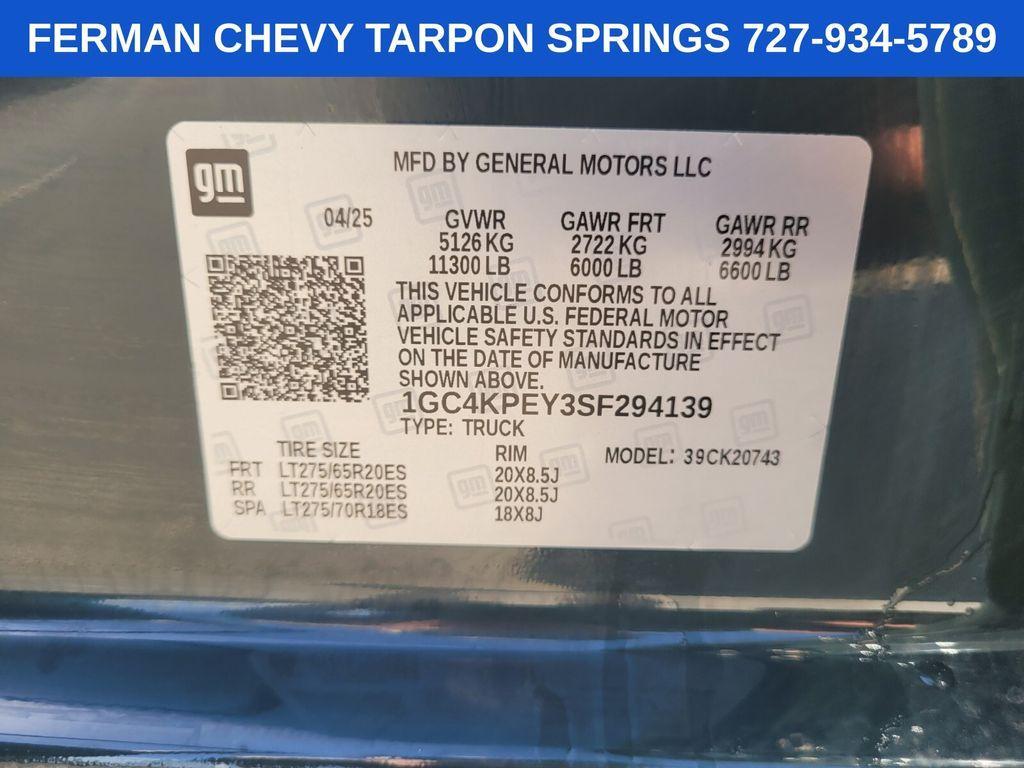 FERMAN CHEVY TARPON SPRINGS 727-934-5789
gm
MFD BY GENERAL MOTORS LLC
04/25 GVWR GAWR FRT GAWR RR
5126 KG 2722 KG 2994 KG
11300 LB 6000 LB 6600 LB
THIS VEHICLE CONFORMS TO ALL
APPLICABLE U.S. FEDERAL MOTOR
VEHICLE SAFETY STANDARDS IN EFFECT
ON THE DATE OF MANUFACTURE
SHOWN ABOVE.
1GC4KPEY3SF294139
TYPE: TRUCK
TIRE SIZE RIM MODEL: 39CK20743
FRT LT275/65R20ES 20X8.5J
RR LT275/65R20ES 20X8.5J
SPA LT275/70R18ES 18X8J